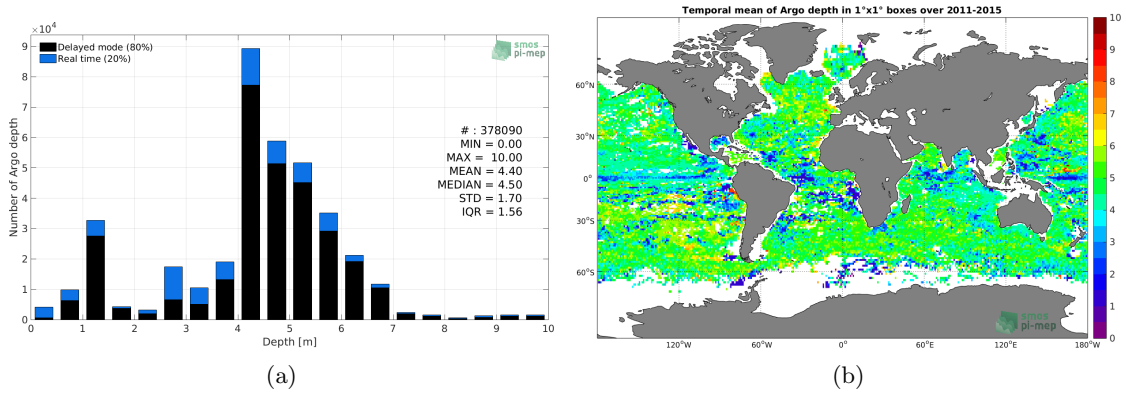 ×10⁴
9
8
7
6
5
4
3
2
1
0
Number of Argo depth
Delayed mode (80%)
Real time (20%)
smos
pi-mep
# : 378090
MIN = 0.00
MAX = 10.00
MEAN = 4.40
MEDIAN = 4.50
STD = 1.70
IQR = 1.56
0 1 2 3 4 5 6 7 8 9 10
Depth [m]
(a)
Temporal mean of Argo depth in 1°x1° boxes over 2011-2015
60°N
30°N
0°
30°S
60°S
120°W 60°W 0° 60°E 120°E 180°W
smos
pi-mep
10
9
8
7
6
5
4
3
2
1
0
(b)